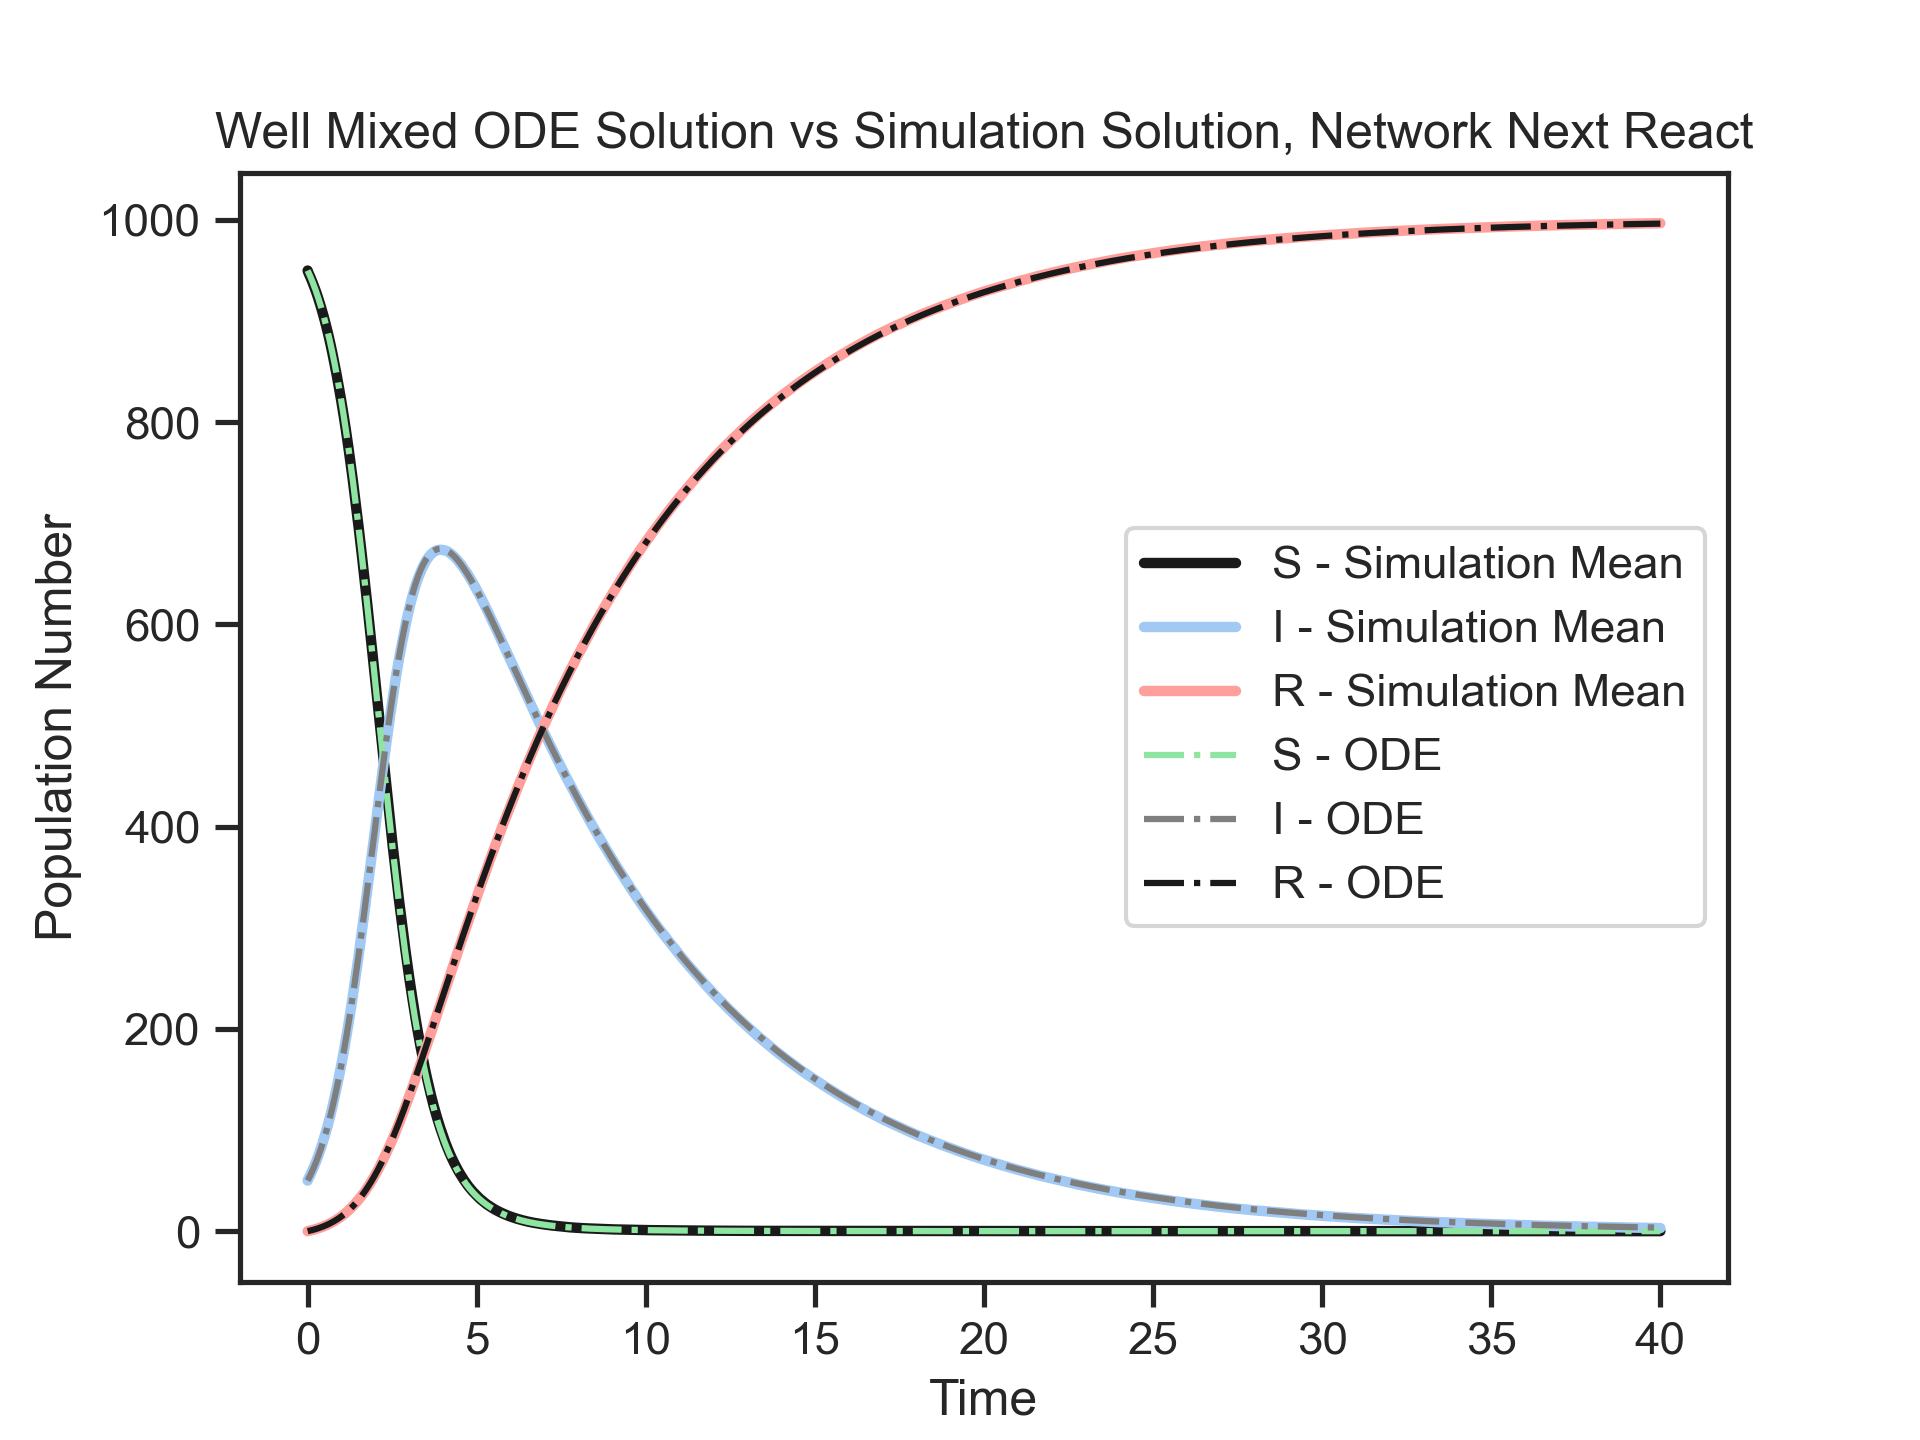 Well Mixed ODE Solution vs Simulation Solution, Network Next React
1000
800
600
400
200
0
Population Number
S - Simulation Mean
I - Simulation Mean
R - Simulation Mean
S - ODE
I - ODE
R - ODE
0 5 10 15 20 25 30 35 40
Time